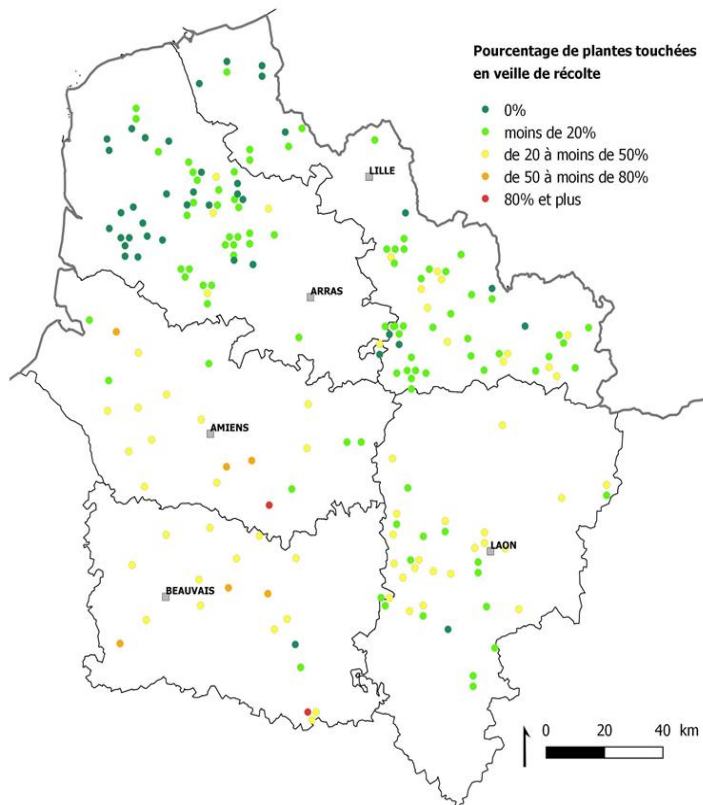 Pourcentage de plantes touchées
en veille de récolte
0%
moins de 20%
de 20 à moins de 50%
de 50 à moins de 80%
80% et plus
LILLE
ARRAS
AMIENS
LAON
BEAUVAIS
0 20 40 km